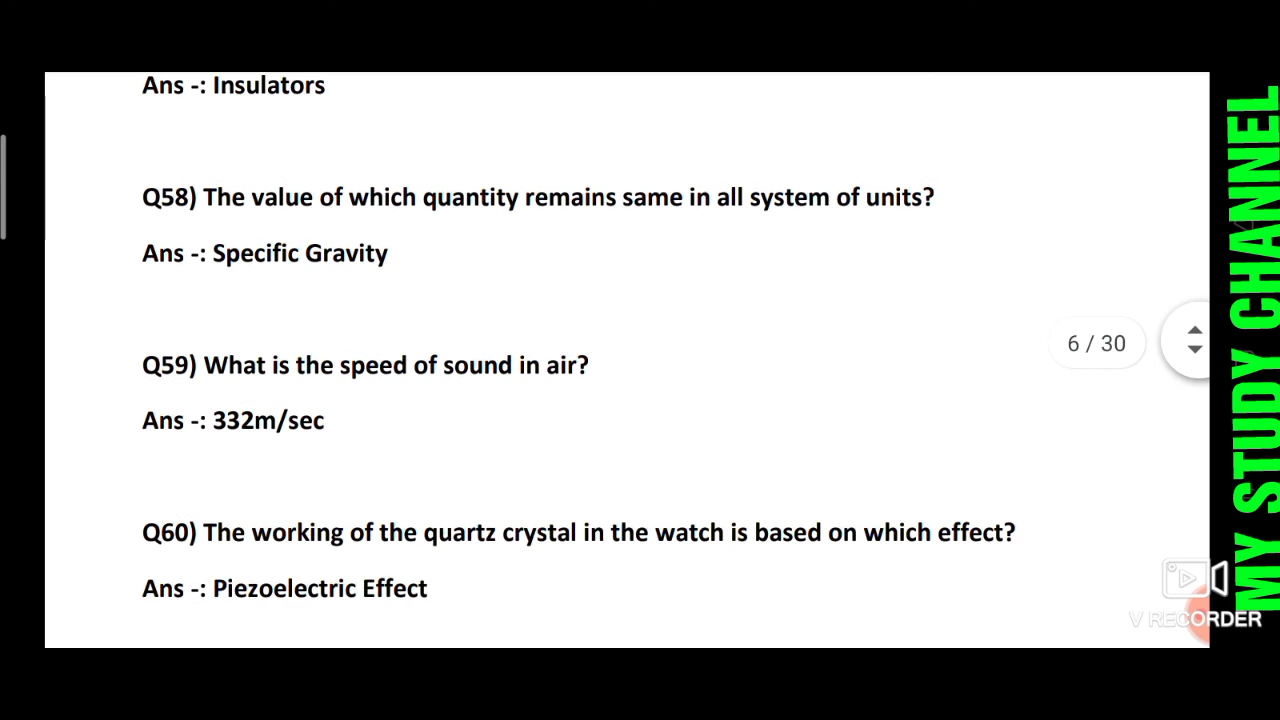 Ans -: Insulators
Q58) The value of which quantity remains same in all system of units?
Ans -: Specific Gravity
Q59) What is the speed of sound in air?
6 / 30
Ans -: 332m/sec
Q60) The working of the quartz crystal in the watch is based on which effect?
Ans -: Piezoelectric Effect
V RECORDER
MY STUDY CHANNEL